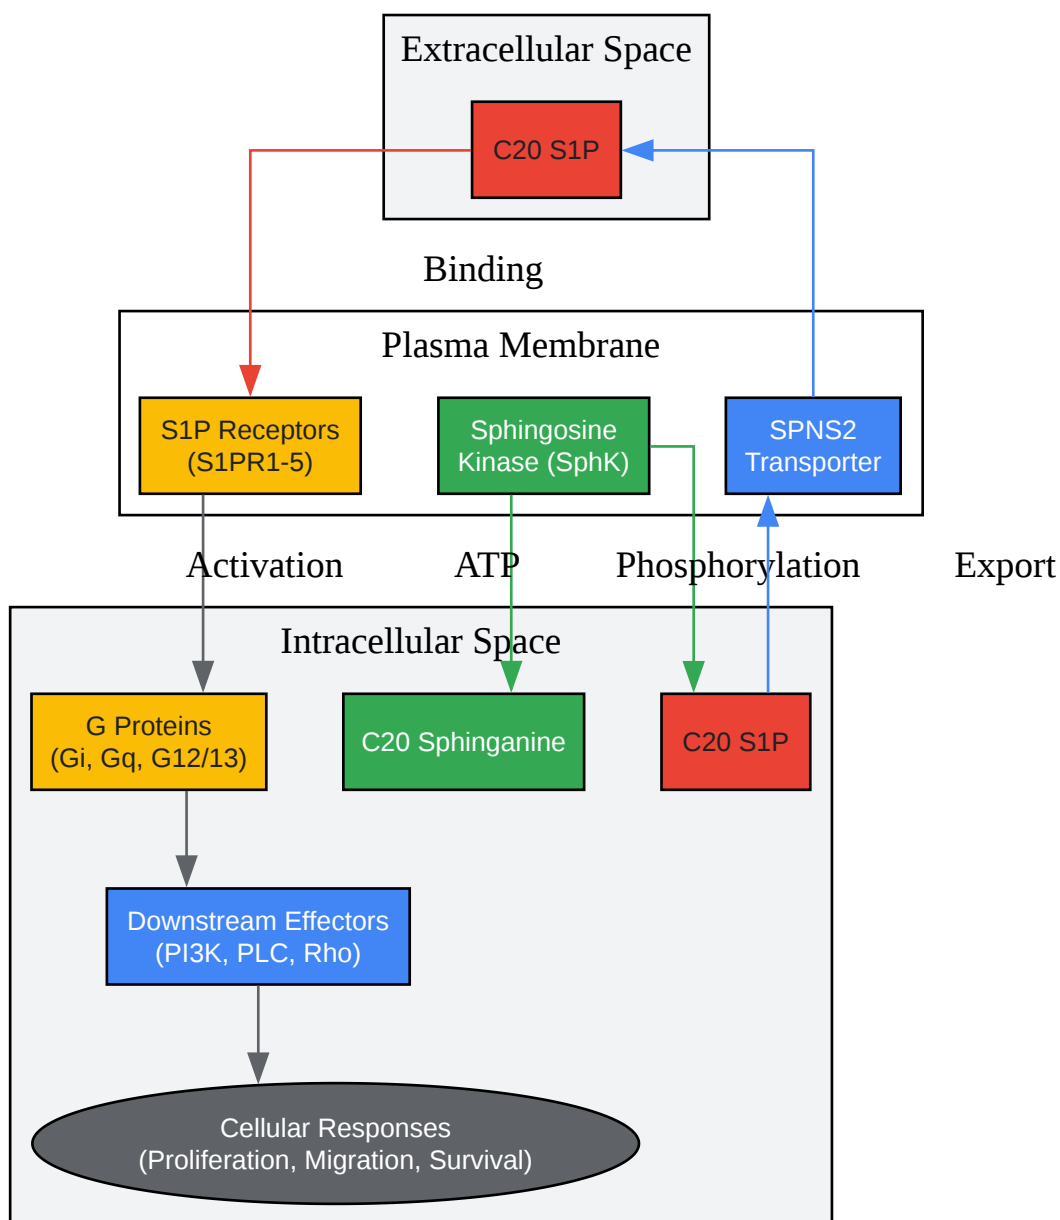 Extracellular Space
C20 S1P
Binding
Plasma Membrane
S1P Receptors
(S1PR1-5)
Sphingosine
Kinase (SphK)
SPNS2
Transporter
Activation
ATP
Phosphorylation
Export
Intracellular Space
G Proteins
(Gi, Gq, G12/13)
C20 Sphinganine
C20 S1P
Downstream Effectors
(PI3K, PLC, Rho)
Cellular Responses
(Proliferation, Migration, Survival)